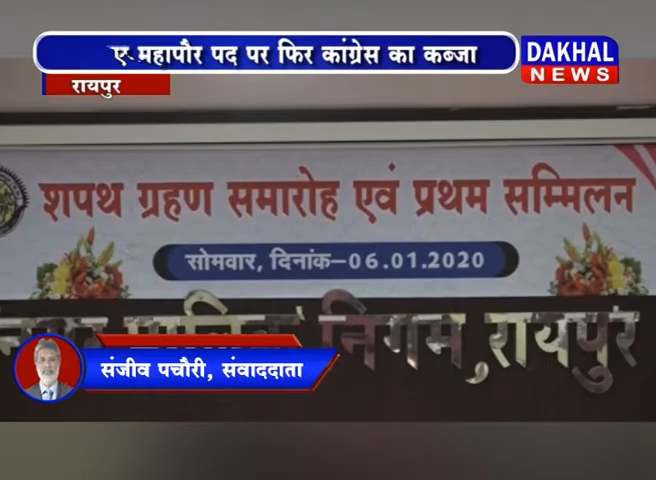 महापौर पद पर फिर कांग्रेस का कब्जा
DAKHAL
NEWS
रायपुर
शपथ ग्रहण समारोह एवं प्रथम सम्मिलन
सोमवार, दिनांक-06.01.2020
निगम,रायपुर
संजीव पचौरी, संवाददाता